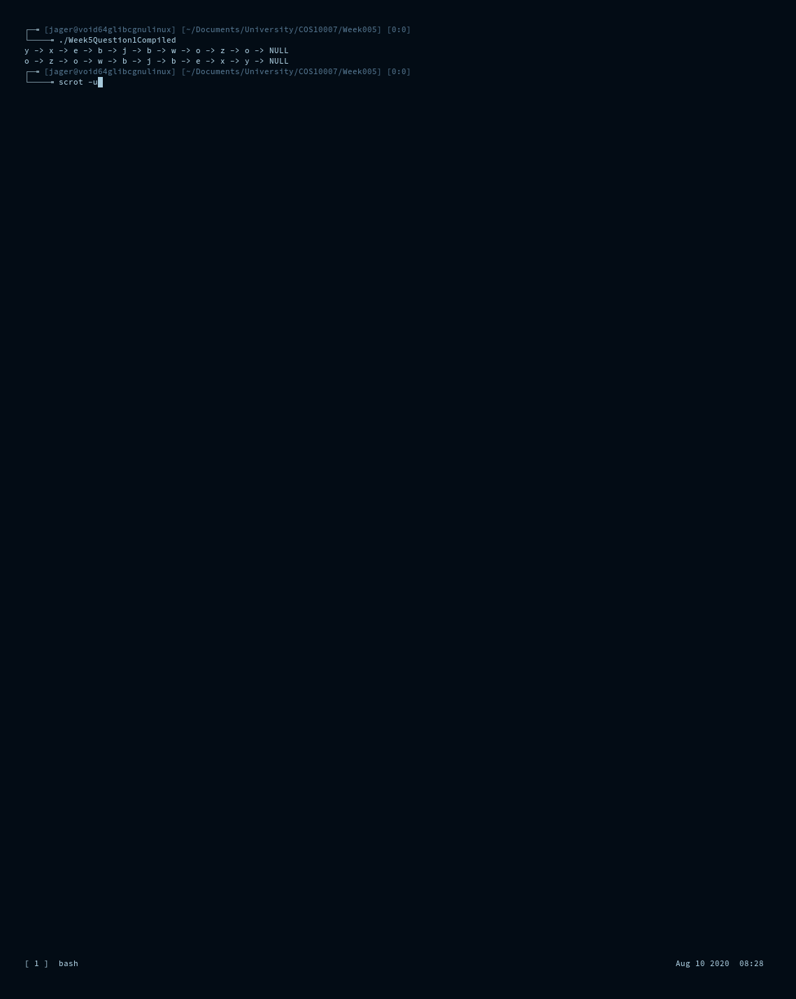 ┌─╸ [jager@void64glibcgnulinux] [~/Documents/University/COS10007/Week005] [0:0]
└────╸ ./Week5Question1Compiled
y -> x -> e -> b -> j -> b -> w -> o -> z -> o -> NULL
o -> z -> o -> w -> b -> j -> b -> e -> x -> y -> NULL
┌─╸ [jager@void64glibcgnulinux] [~/Documents/University/COS10007/Week005] [0:0]
└────╸ scrot -u
[ 1 ]  bash Aug 10 2020  08:28